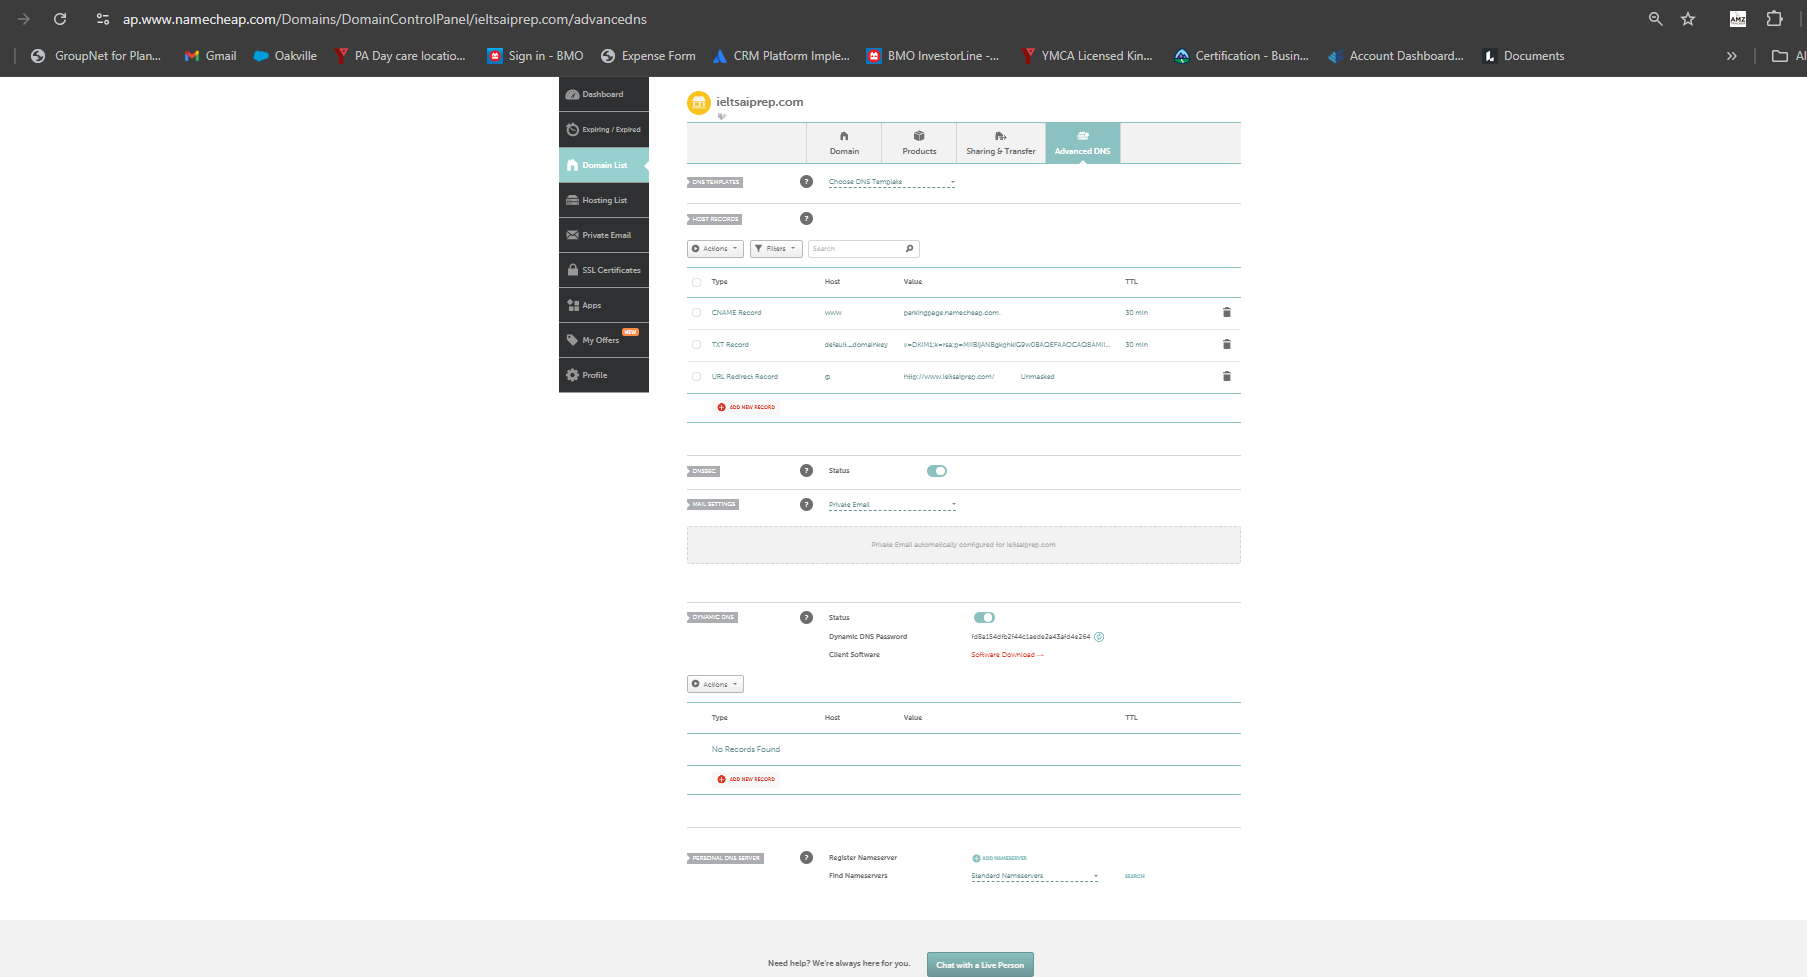 ap.www.namecheap.com/Domains/DomainControlPanel/ieltsaiprep.com/advancedns
AMZ
GroupNet for Plan... Gmail Oakville PA Day care locatio... Sign in - BMO Expense Form CRM Platform Imple... BMO InvestorLine -... YMCA Licensed Kin... Certification - Busin... Account Dashboard... Documents » Al
Dashboard
Expiring / Expired
Domain List
Hosting List
Private Email
SSL Certificates
Apps
NEW
My Offers
Profile
ieltsaiprep.com
Domain Products Sharing & Transfer Advanced DNS
DNS TEMPLATES ? Choose DNS Template
HOST RECORDS ?
Actions Filters Search
Type Host Value TTL
CNAME Record www parkingpage.namecheap.com. 30 min
TXT Record default._domainkey 30 min
URL Redirect Record @ http://www.ieltsaiprep.com/ Unmasked
ADD NEW RECORD
DNSSEC ? Status
MAIL SETTINGS ? Private Email
Private Email automatically configured for ieltsaiprep.com
DYNAMIC DNS ? Status
Dynamic DNS Password fd8a154dfb2f44c1aede2a43afd4e264
Client Software Software Download →
Actions
Type Host Value TTL
No Records Found
ADD NEW RECORD
PERSONAL DNS SERVER ? Register Nameserver ADD NAMESERVER
Find Nameservers Standard Nameservers SEARCH
Need help? We're always here for you. Chat with a Live Person